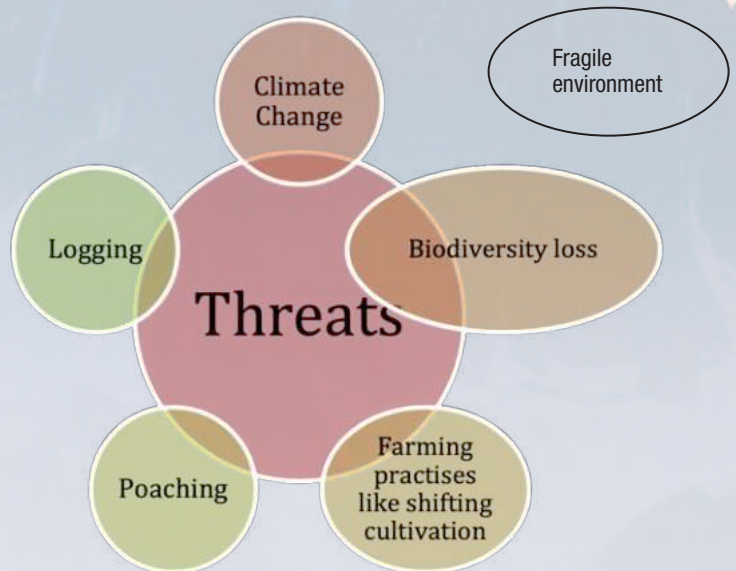 Climate
Change
Fragile
environment
Logging
Biodiversity loss
Threats
Poaching
Farming
practises
like shifting
cultivation